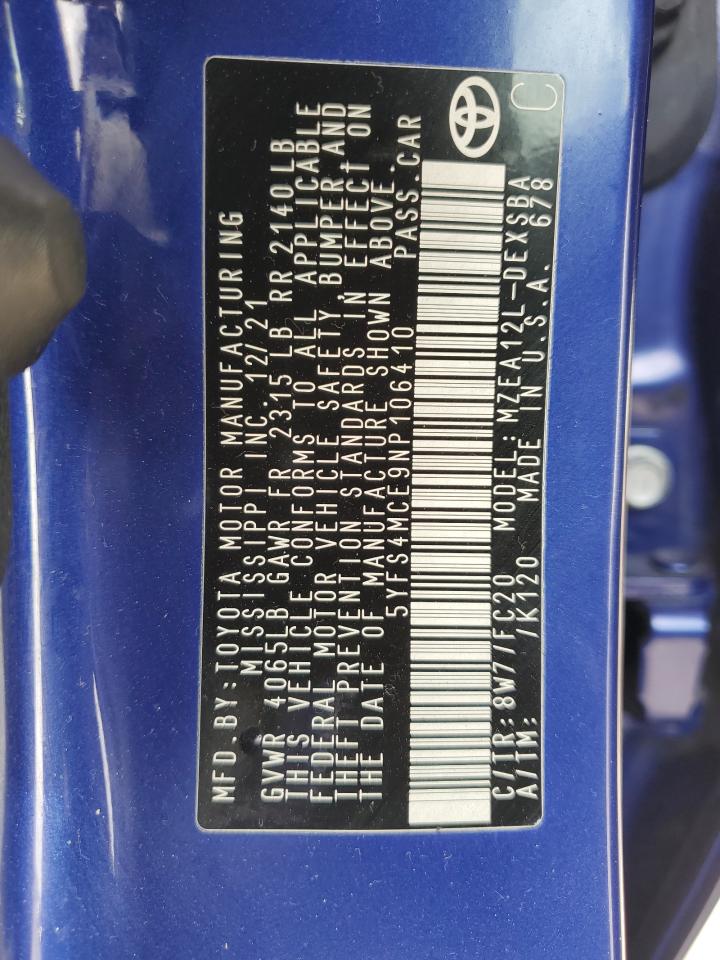 MFD.BY:TOYOTA MOTOR MANUFACTURING
MISSISSIPPI INC.12/21
GVWR 4065LB GAWR FR 2315 LB RR 2140LB
THIS VEHICLE CONFORMS TO ALL APPLICABLE
FEDERAL MOTOR VEHICLE SAFETY, BUMPER AND
THEFT PREVENTION STANDARDS IN EFFECT ON
THE DATE OF MANUFACTURE SHOWN ABOVE.
5YFS4MCE9NP106410 PASS.CAR
C/TR:8W7/FC20 MODEL:MZEA12L-DEXSBA
A/TM: /K120 MADE IN U.S.A. 678
C